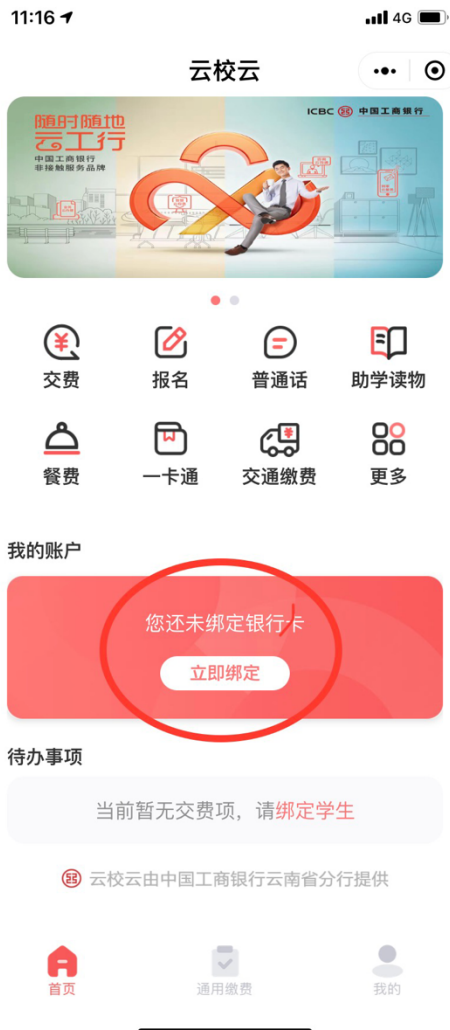 11:16
4G
云校云
随时随地
云工行
中国工商银行
非接触服务品牌
ICBC 中国工商银行
交费
报名
普通话
助学读物
餐费
一卡通
交通缴费
更多
我的账户
您还未绑定银行卡
立即绑定
待办事项
当前暂无交费项，请绑定学生
云校云由中国工商银行云南省分行提供
首页
通用缴费
我的